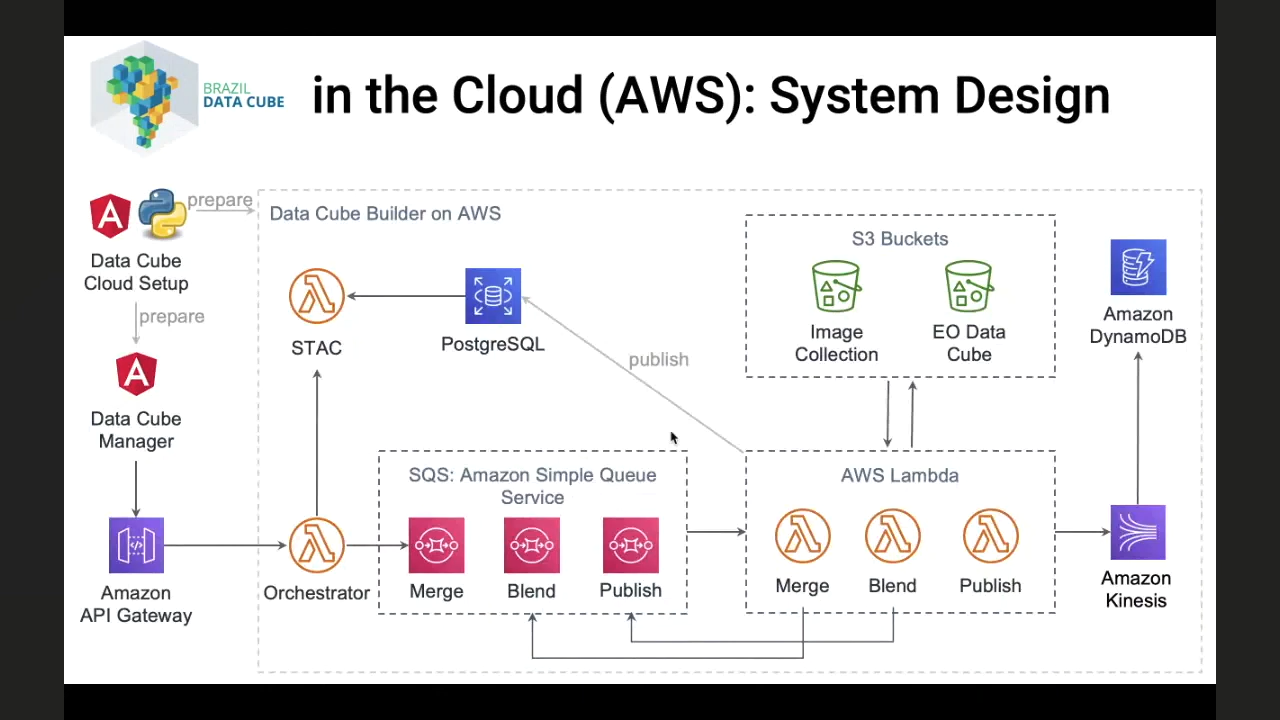 BRAZIL
DATA CUBE
in the Cloud (AWS): System Design
prepare
Data Cube Builder on AWS
Data Cube
Cloud Setup
prepare
Data Cube
Manager
Amazon
API Gateway
STAC
PostgreSQL
publish
Orchestrator
SQS: Amazon Simple Queue
Service
Merge
Blend
Publish
S3 Buckets
Image
Collection
EO Data
Cube
AWS Lambda
Merge
Blend
Publish
Amazon
DynamoDB
Amazon
Kinesis